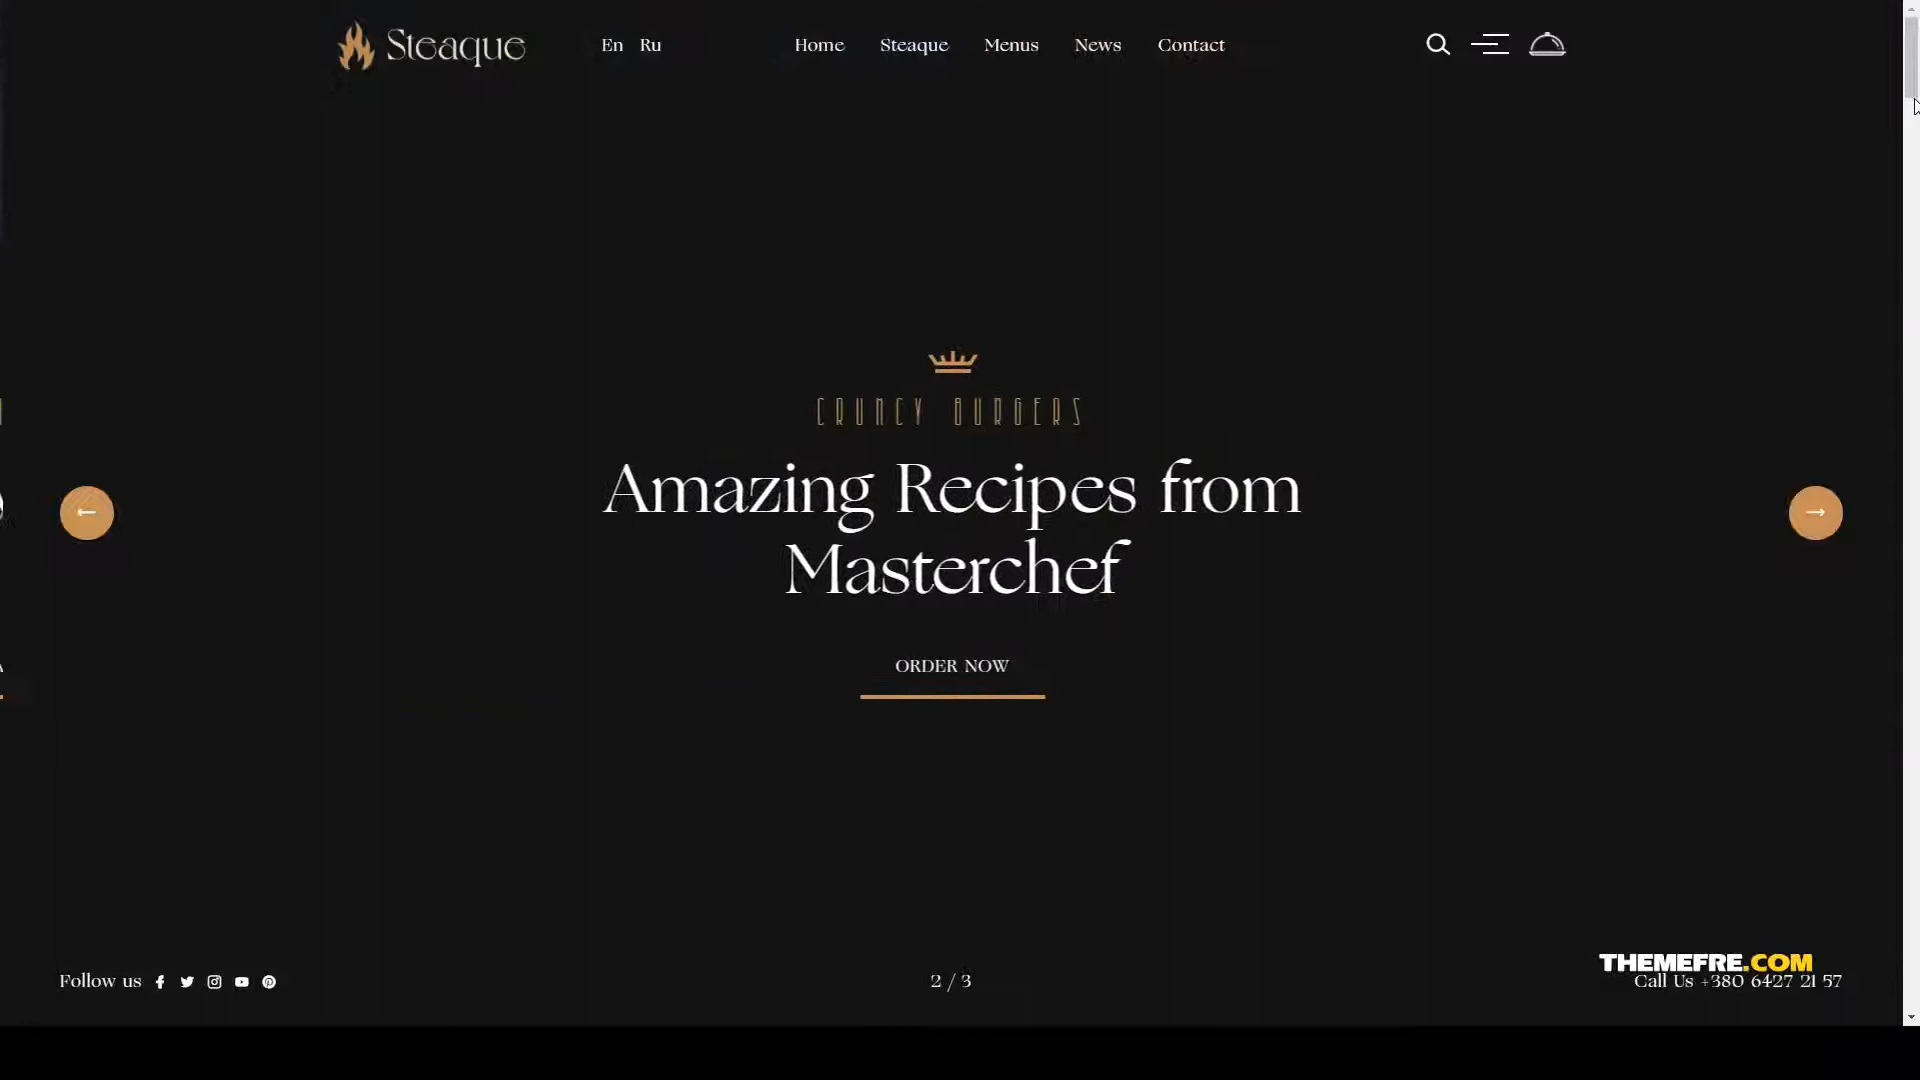 Steaque
En Ru
Home Steaque Menus News Contact
CRUNCY BURGERS
Amazing Recipes from
Masterchef
ORDER NOW
Follow us
2 / 3
THEMEFRE.COM
Call Us +380 6427 21 57